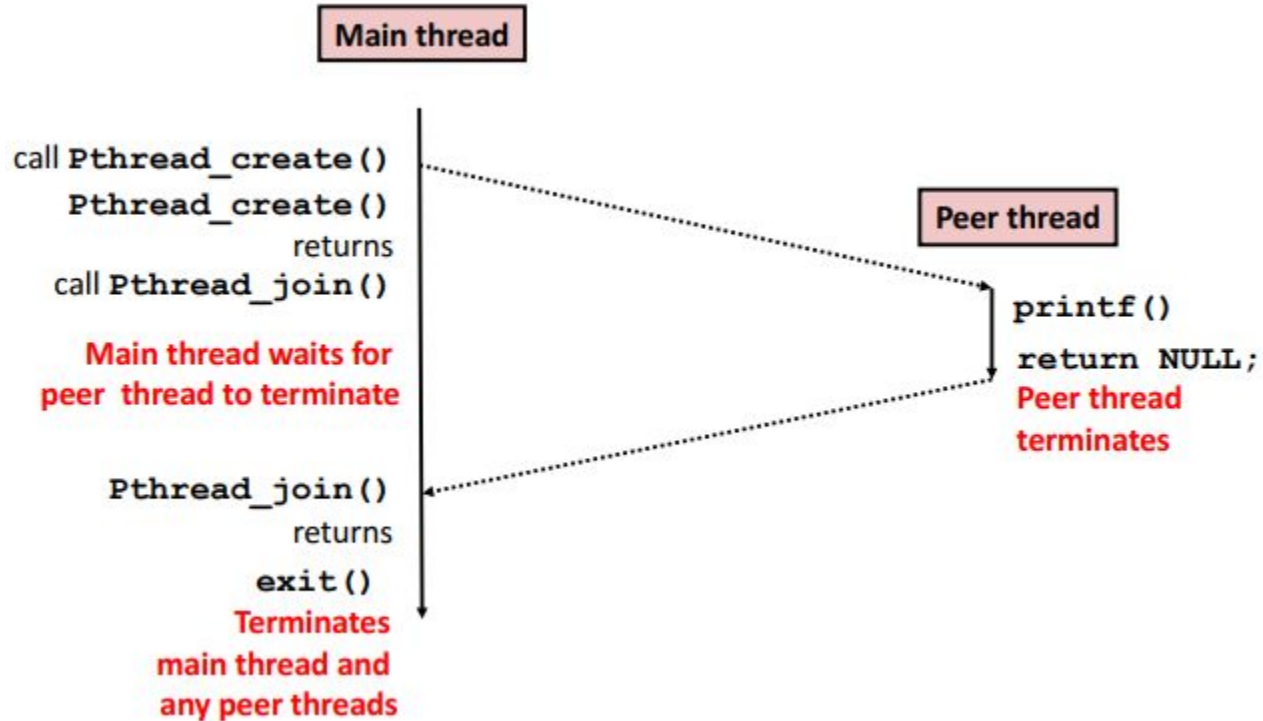 Main thread
call Pthread_create()
Pthread_create()
returns
call Pthread_join()
Main thread waits for
peer thread to terminate
Pthread_join()
returns
exit()
Terminates
main thread and
any peer threads
Peer thread
printf()
return NULL;
Peer thread
terminates